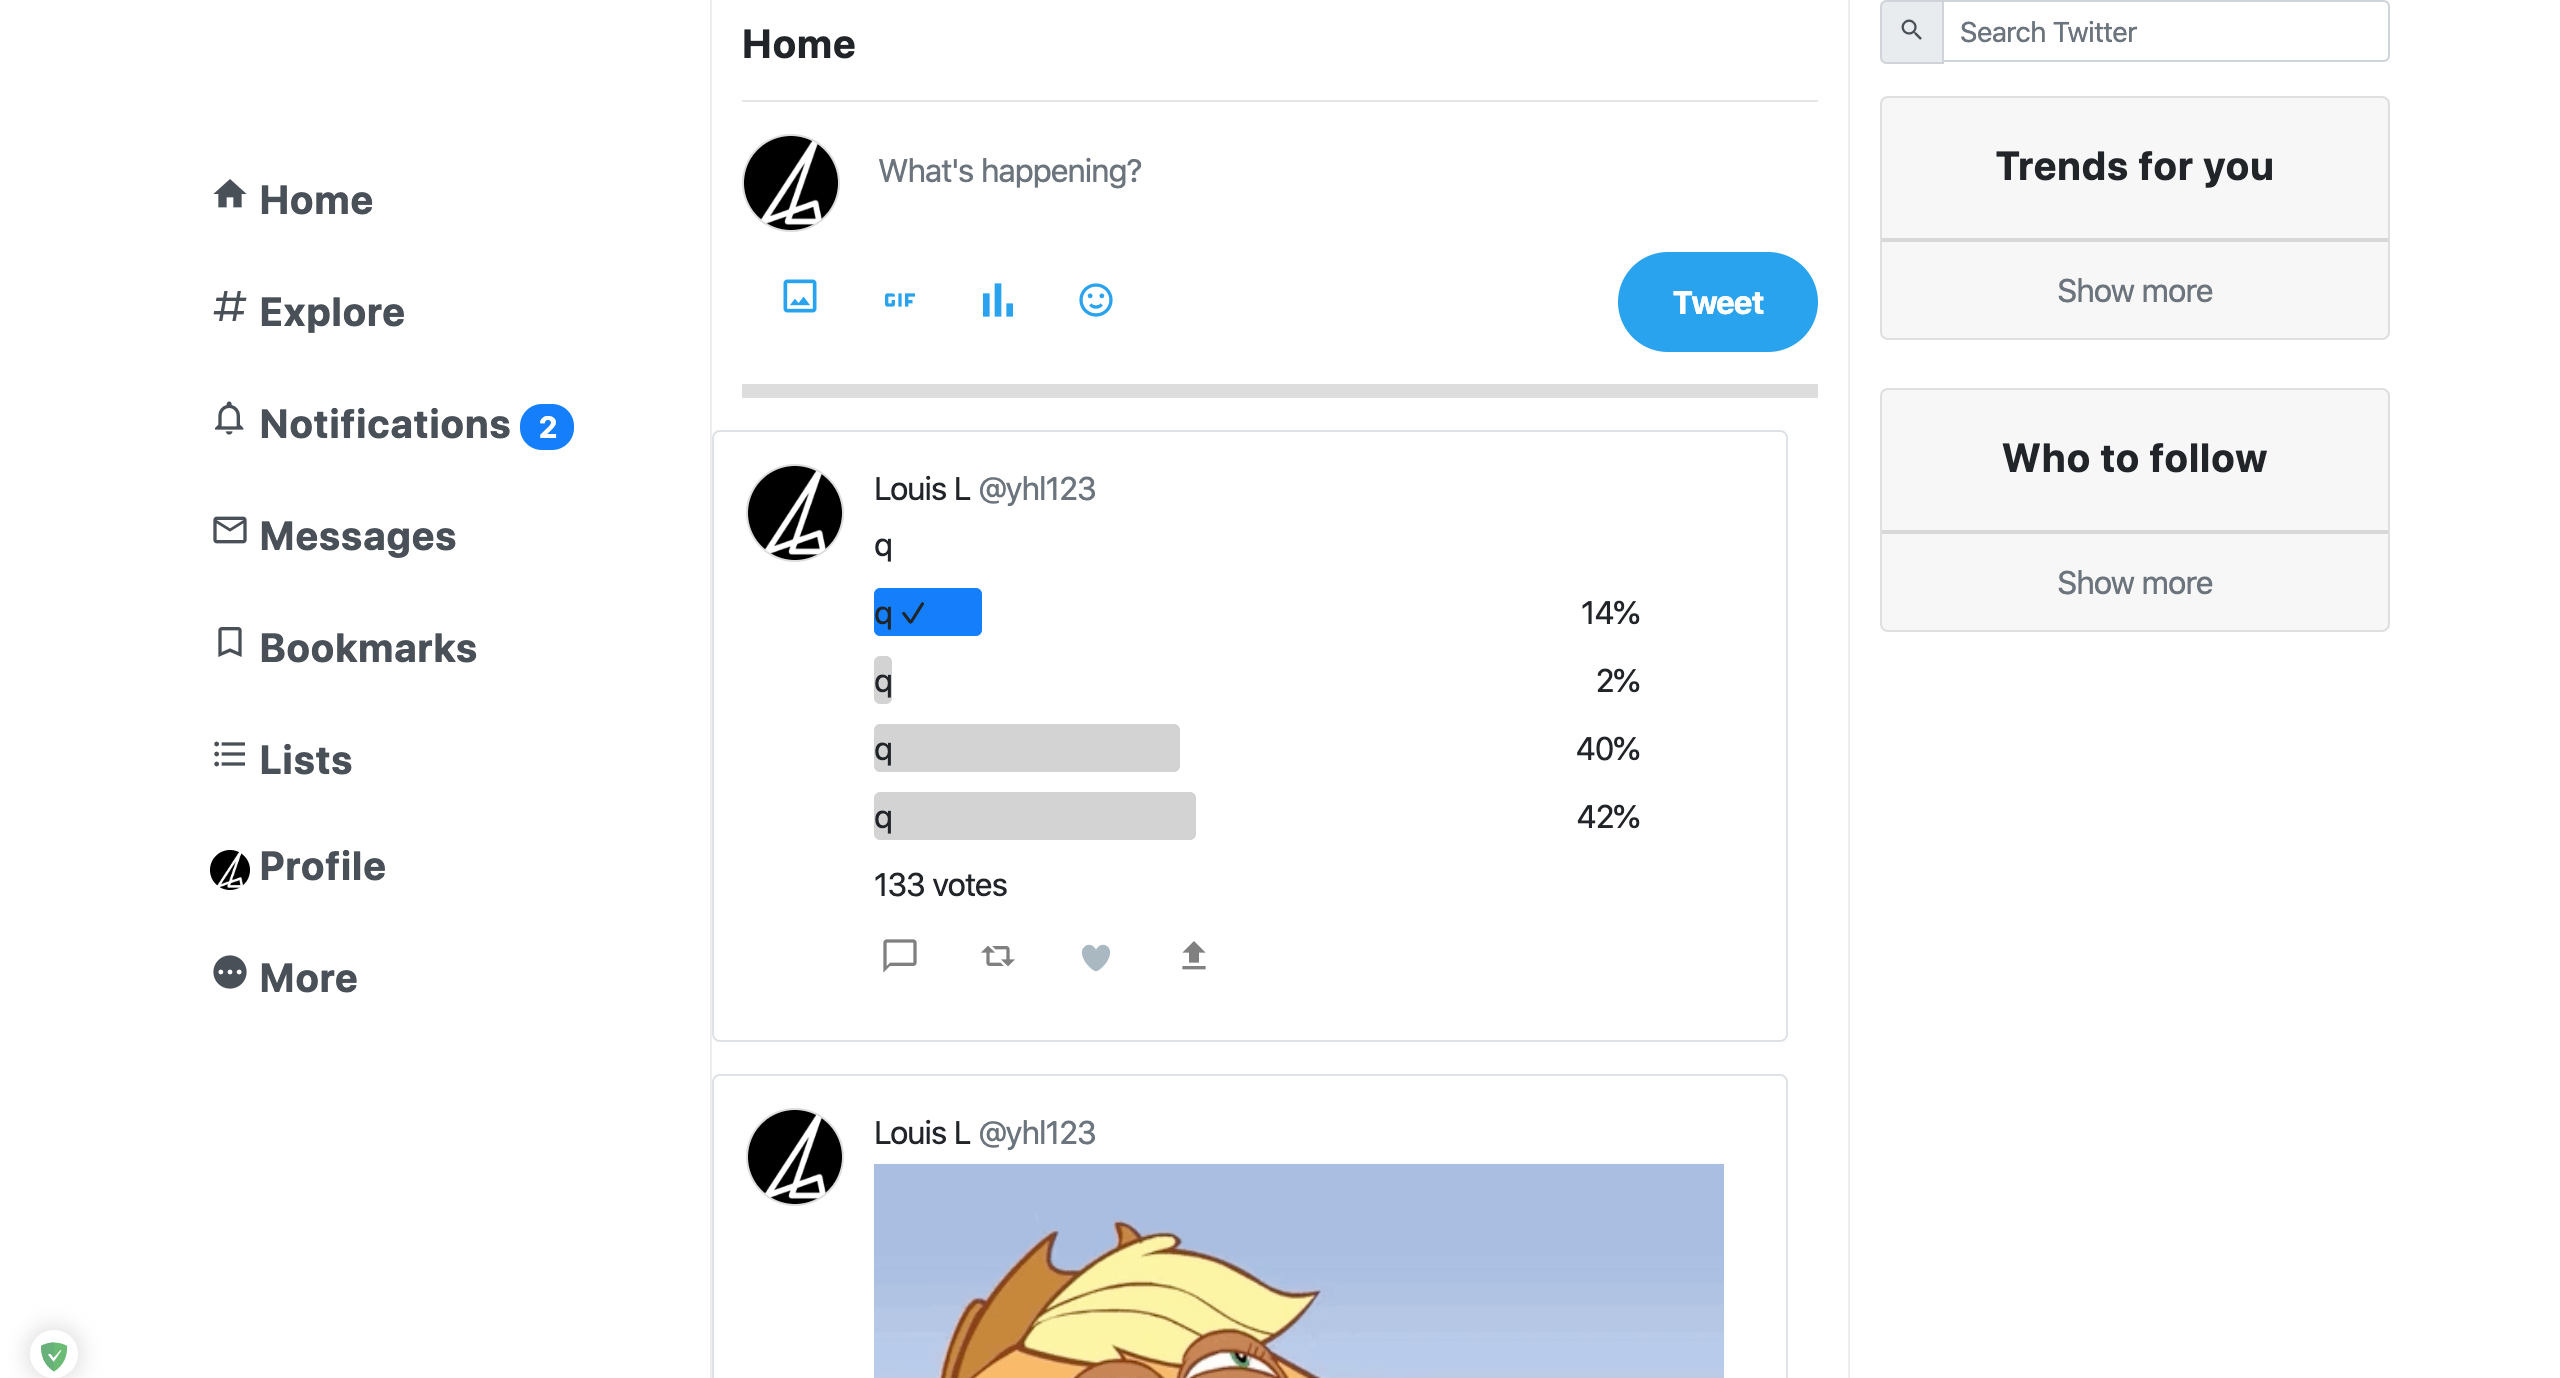 Home
Explore
Notifications 2
Messages
Bookmarks
Lists
Profile
More
Home
What's happening?
GIF
Tweet
Louis L @yhl123
q
q ✓ 14%
q 2%
q 40%
q 42%
133 votes
Louis L @yhl123
Search Twitter
Trends for you
Show more
Who to follow
Show more